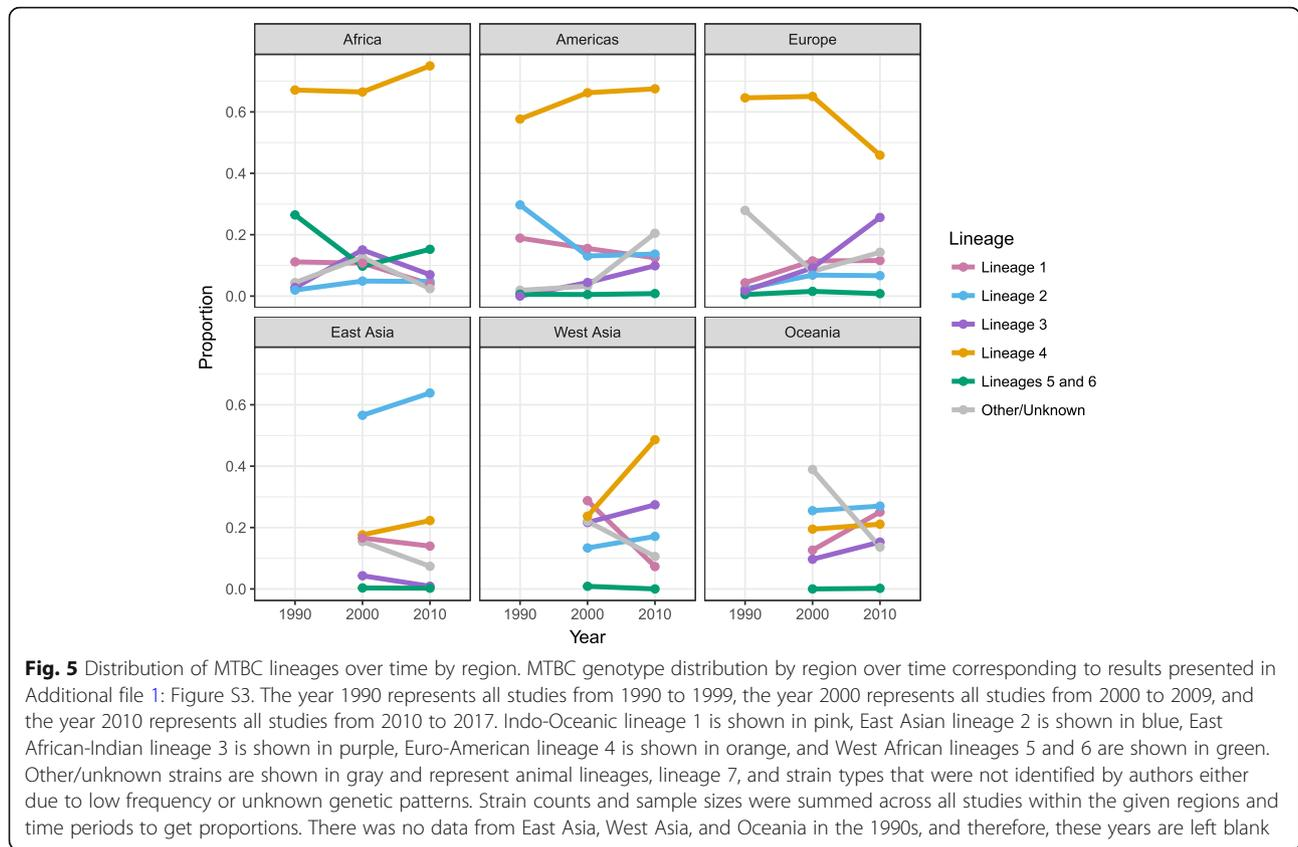 Africa
Americas
Europe
0.6
0.4
0.2
0.0
East Asia
West Asia
Oceania
0.6
0.4
0.2
0.0
1990 2000 2010
1990 2000 2010
1990 2000 2010
Proportion
Year
Lineage
Lineage 1
Lineage 2
Lineage 3
Lineage 4
Lineages 5 and 6
Other/Unknown
Fig. 5 Distribution of MTBC lineages over time by region. MTBC genotype distribution by region over time corresponding to results presented in
Additional file 1: Figure S3. The year 1990 represents all studies from 1990 to 1999, the year 2000 represents all studies from 2000 to 2009, and
the year 2010 represents all studies from 2010 to 2017. Indo-Oceanic lineage 1 is shown in pink, East Asian lineage 2 is shown in blue, East
African-Indian lineage 3 is shown in purple, Euro-American lineage 4 is shown in orange, and West African lineages 5 and 6 are shown in green.
Other/unknown strains are shown in gray and represent animal lineages, lineage 7, and strain types that were not identified by authors either
due to low frequency or unknown genetic patterns. Strain counts and sample sizes were summed across all studies within the given regions and
time periods to get proportions. There was no data from East Asia, West Asia, and Oceania in the 1990s, and therefore, these years are left blank